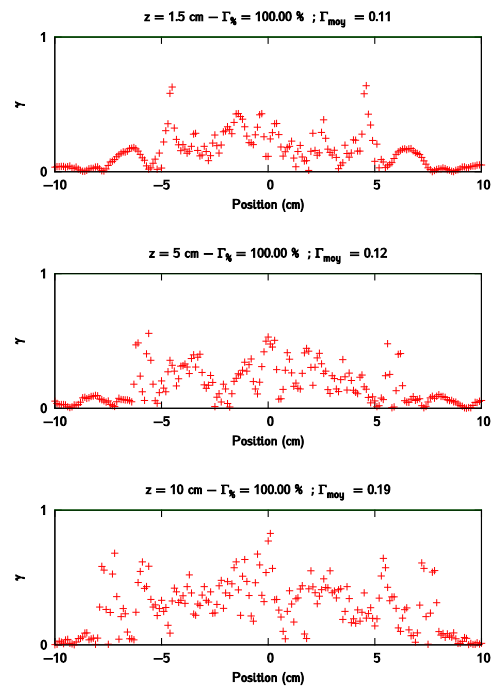 z = 1.5 cm − Γ% = 100.00 % ; Γmoy = 0.11
1
γ
0
−10 −5 0 5 10
Position (cm)
z = 5 cm − Γ% = 100.00 % ; Γmoy = 0.12
1
γ
0
−10 −5 0 5 10
Position (cm)
z = 10 cm − Γ% = 100.00 % ; Γmoy = 0.19
1
γ
0
−10 −5 0 5 10
Position (cm)